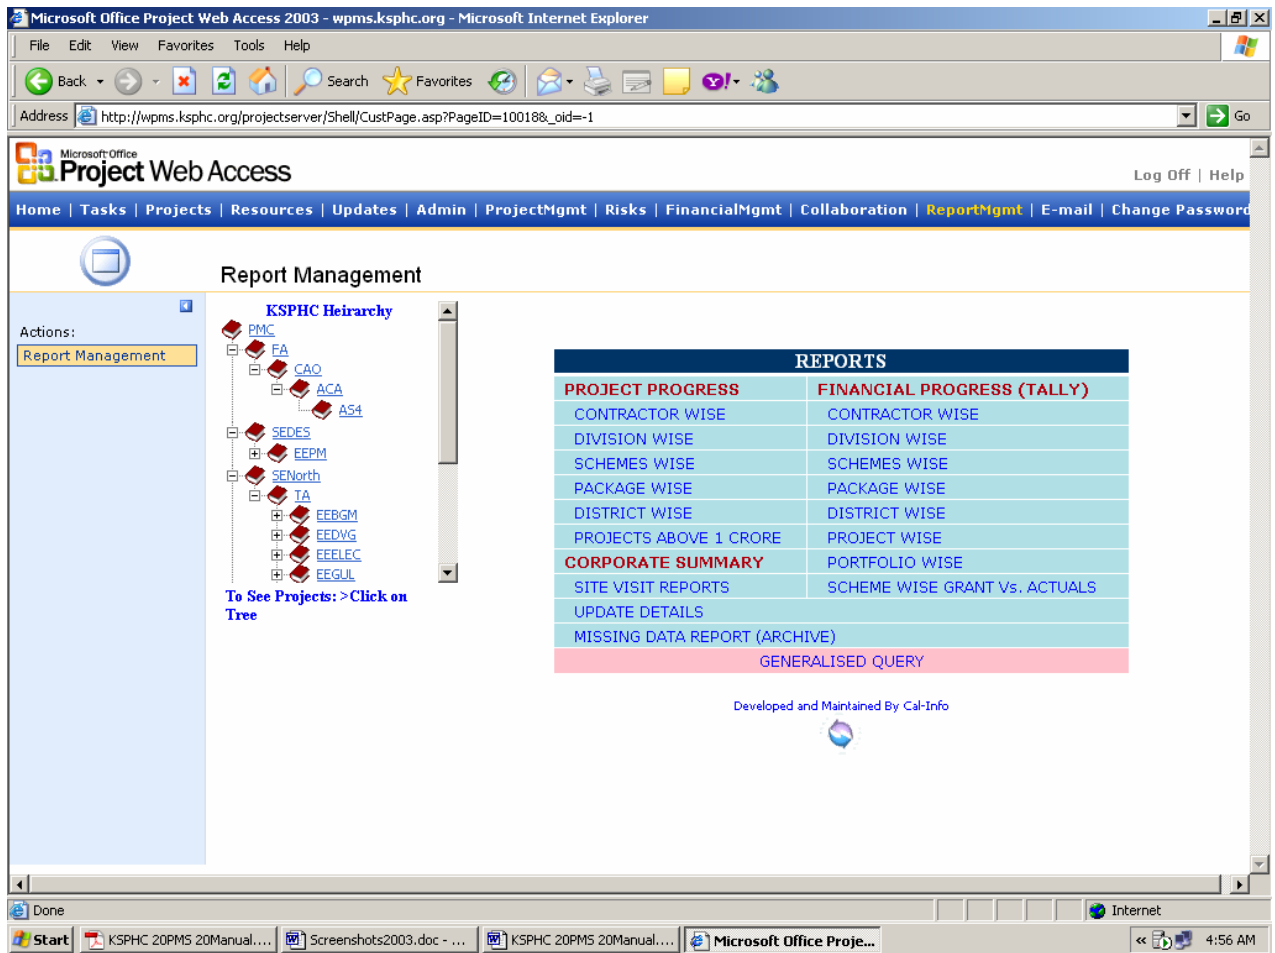 Microsoft Office Project Web Access 2003 - wpms.ksphc.org - Microsoft Internet Explorer
File Edit View Favorites Tools Help
Back Search Favorites
Address http://wpms.ksphc.org/projectserver/Shell/CustPage.asp?PageID=10018&_oid=-1 Go
Microsoft Office
Project Web Access
Log Off | Help
Home | Tasks | Projects | Resources | Updates | Admin | ProjectMgmt | Risks | FinancialMgmt | Collaboration | ReportMgmt | E-mail | Change Password
Report Management
Actions:
Report Management
KSPHC Heirarchy
PMC
FA
CAO
ACA
AS4
SEDES
EEPM
SENorth
TA
EEBGM
EEDVG
EEELEC
EEGUL
To See Projects: >Click on
Tree
REPORTS
PROJECT PROGRESS FINANCIAL PROGRESS (TALLY)
CONTRACTOR WISE CONTRACTOR WISE
DIVISION WISE DIVISION WISE
SCHEMES WISE SCHEMES WISE
PACKAGE WISE PACKAGE WISE
DISTRICT WISE DISTRICT WISE
PROJECTS ABOVE 1 CRORE PROJECT WISE
CORPORATE SUMMARY PORTFOLIO WISE
SITE VISIT REPORTS SCHEME WISE GRANT Vs. ACTUALS
UPDATE DETAILS
MISSING DATA REPORT (ARCHIVE)
GENERALISED QUERY
Developed and Maintained By Cal-Info
Done Internet
Start KSPHC 20PMS 20Manual.... Screenshots2003.doc - ... KSPHC 20PMS 20Manual.... Microsoft Office Proje... « 4:56 AM